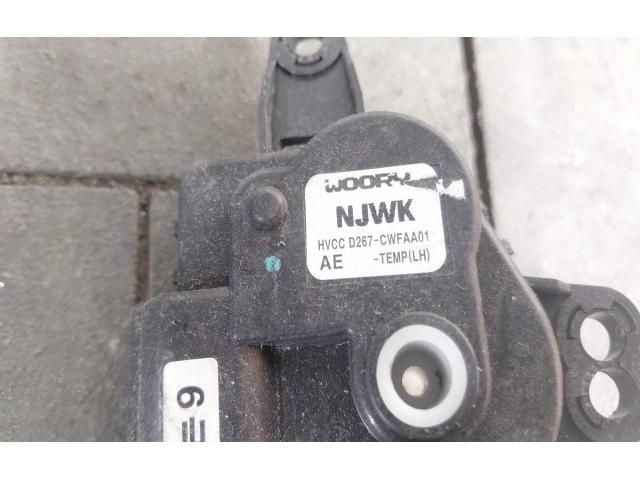 WOORY
NJWK
HVCC D267-CWFAA01
AE -TEMP(LH)